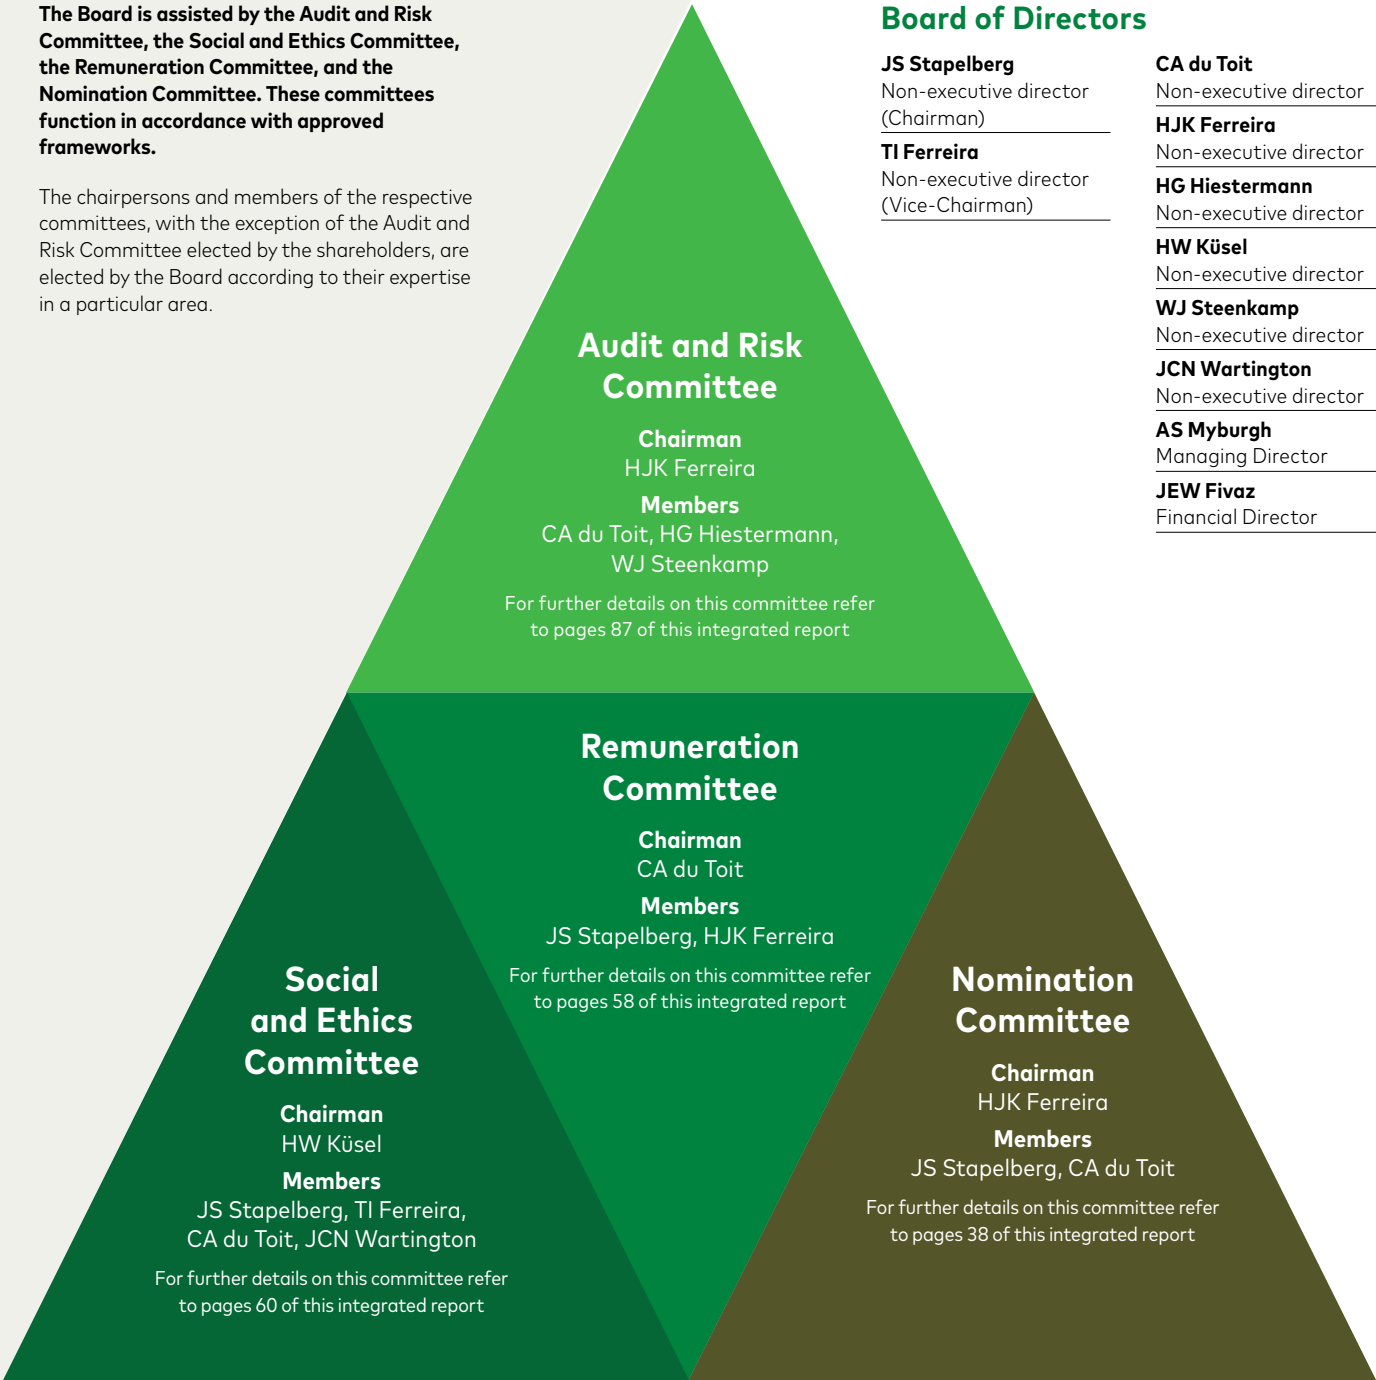 The Board is assisted by the Audit and Risk
Committee, the Social and Ethics Committee,
the Remuneration Committee, and the
Nomination Committee. These committees
function in accordance with approved
frameworks.
The chairpersons and members of the respective
committees, with the exception of the Audit and
Risk Committee elected by the shareholders, are
elected by the Board according to their expertise
in a particular area.
Board of Directors
JS Stapelberg
Non-executive director
(Chairman)
TI Ferreira
Non-executive director
(Vice-Chairman)
CA du Toit
Non-executive director
HJK Ferreira
Non-executive director
HG Hiestermann
Non-executive director
HW Küsel
Non-executive director
WJ Steenkamp
Non-executive director
JCN Wartington
Non-executive director
AS Myburgh
Managing Director
JEW Fivaz
Financial Director
Audit and Risk
Committee
Chairman
HJK Ferreira
Members
CA du Toit, HG Hiestermann,
WJ Steenkamp
For further details on this committee refer
to pages 87 of this integrated report
Remuneration
Committee
Chairman
CA du Toit
Members
JS Stapelberg, HJK Ferreira
For further details on this committee refer
to pages 58 of this integrated report
Social
and Ethics
Committee
Chairman
HW Küsel
Members
JS Stapelberg, TI Ferreira,
CA du Toit, JCN Wartington
For further details on this committee refer
to pages 60 of this integrated report
Nomination
Committee
Chairman
HJK Ferreira
Members
JS Stapelberg, CA du Toit
For further details on this committee refer
to pages 38 of this integrated report